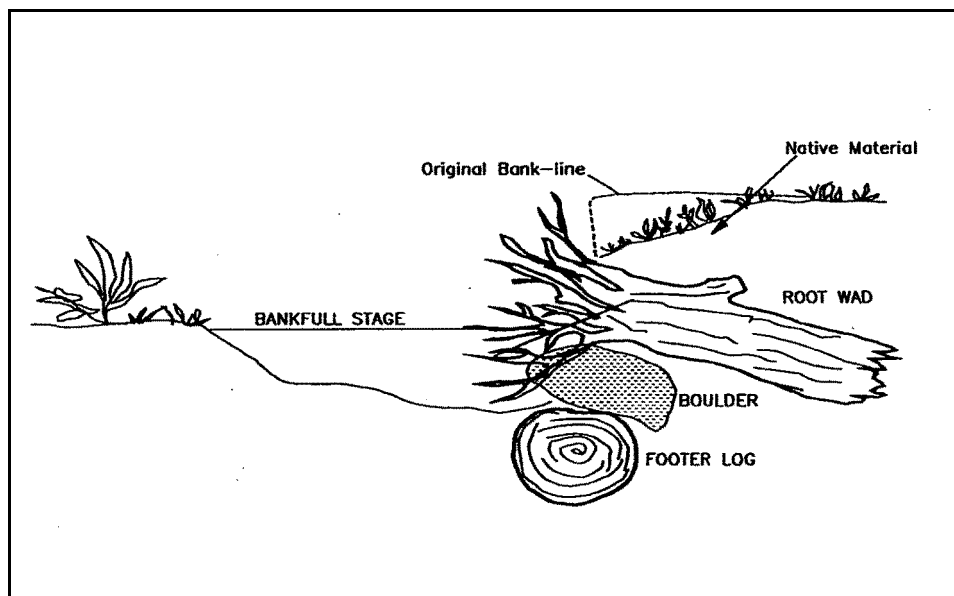 Native Material
Original Bank-line
BANKFULL STAGE
ROOT WAD
BOULDER
FOOTER LOG